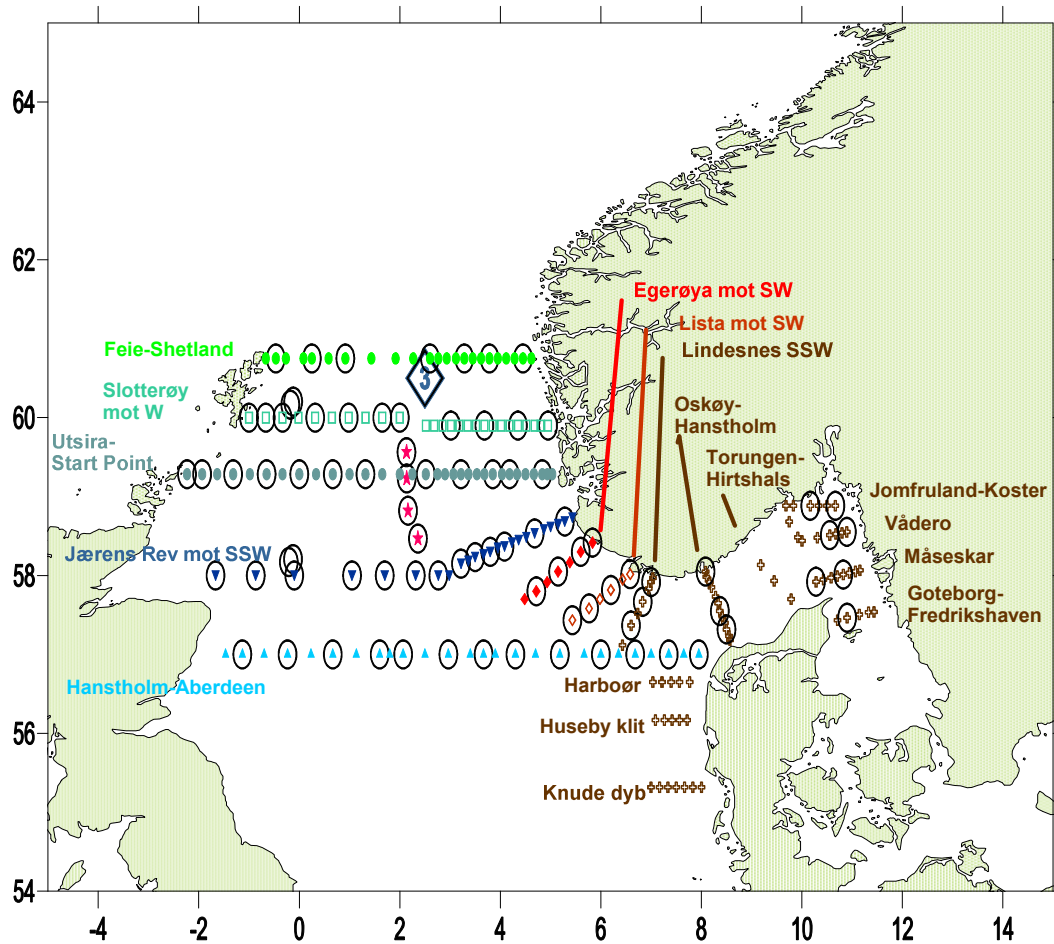 64
62
60
58
56
54
-4
-2
0
2
4
6
8
10
12
14
Egerøya mot SW
Lista mot SW
Lindesnes SSW
Feie-Shetland
3
Slotterøy
mot W
Oskøy-
Hanstholm
Utsira-
Start Point
Torungen-
Hirtshals
Jomfruland-Koster
Vådero
Måseskar
Jærens Rev mot SSW
Goteborg-
Fredrikshaven
Hanstholm-Aberdeen
Harboør
Huseby klit
Knude dyb